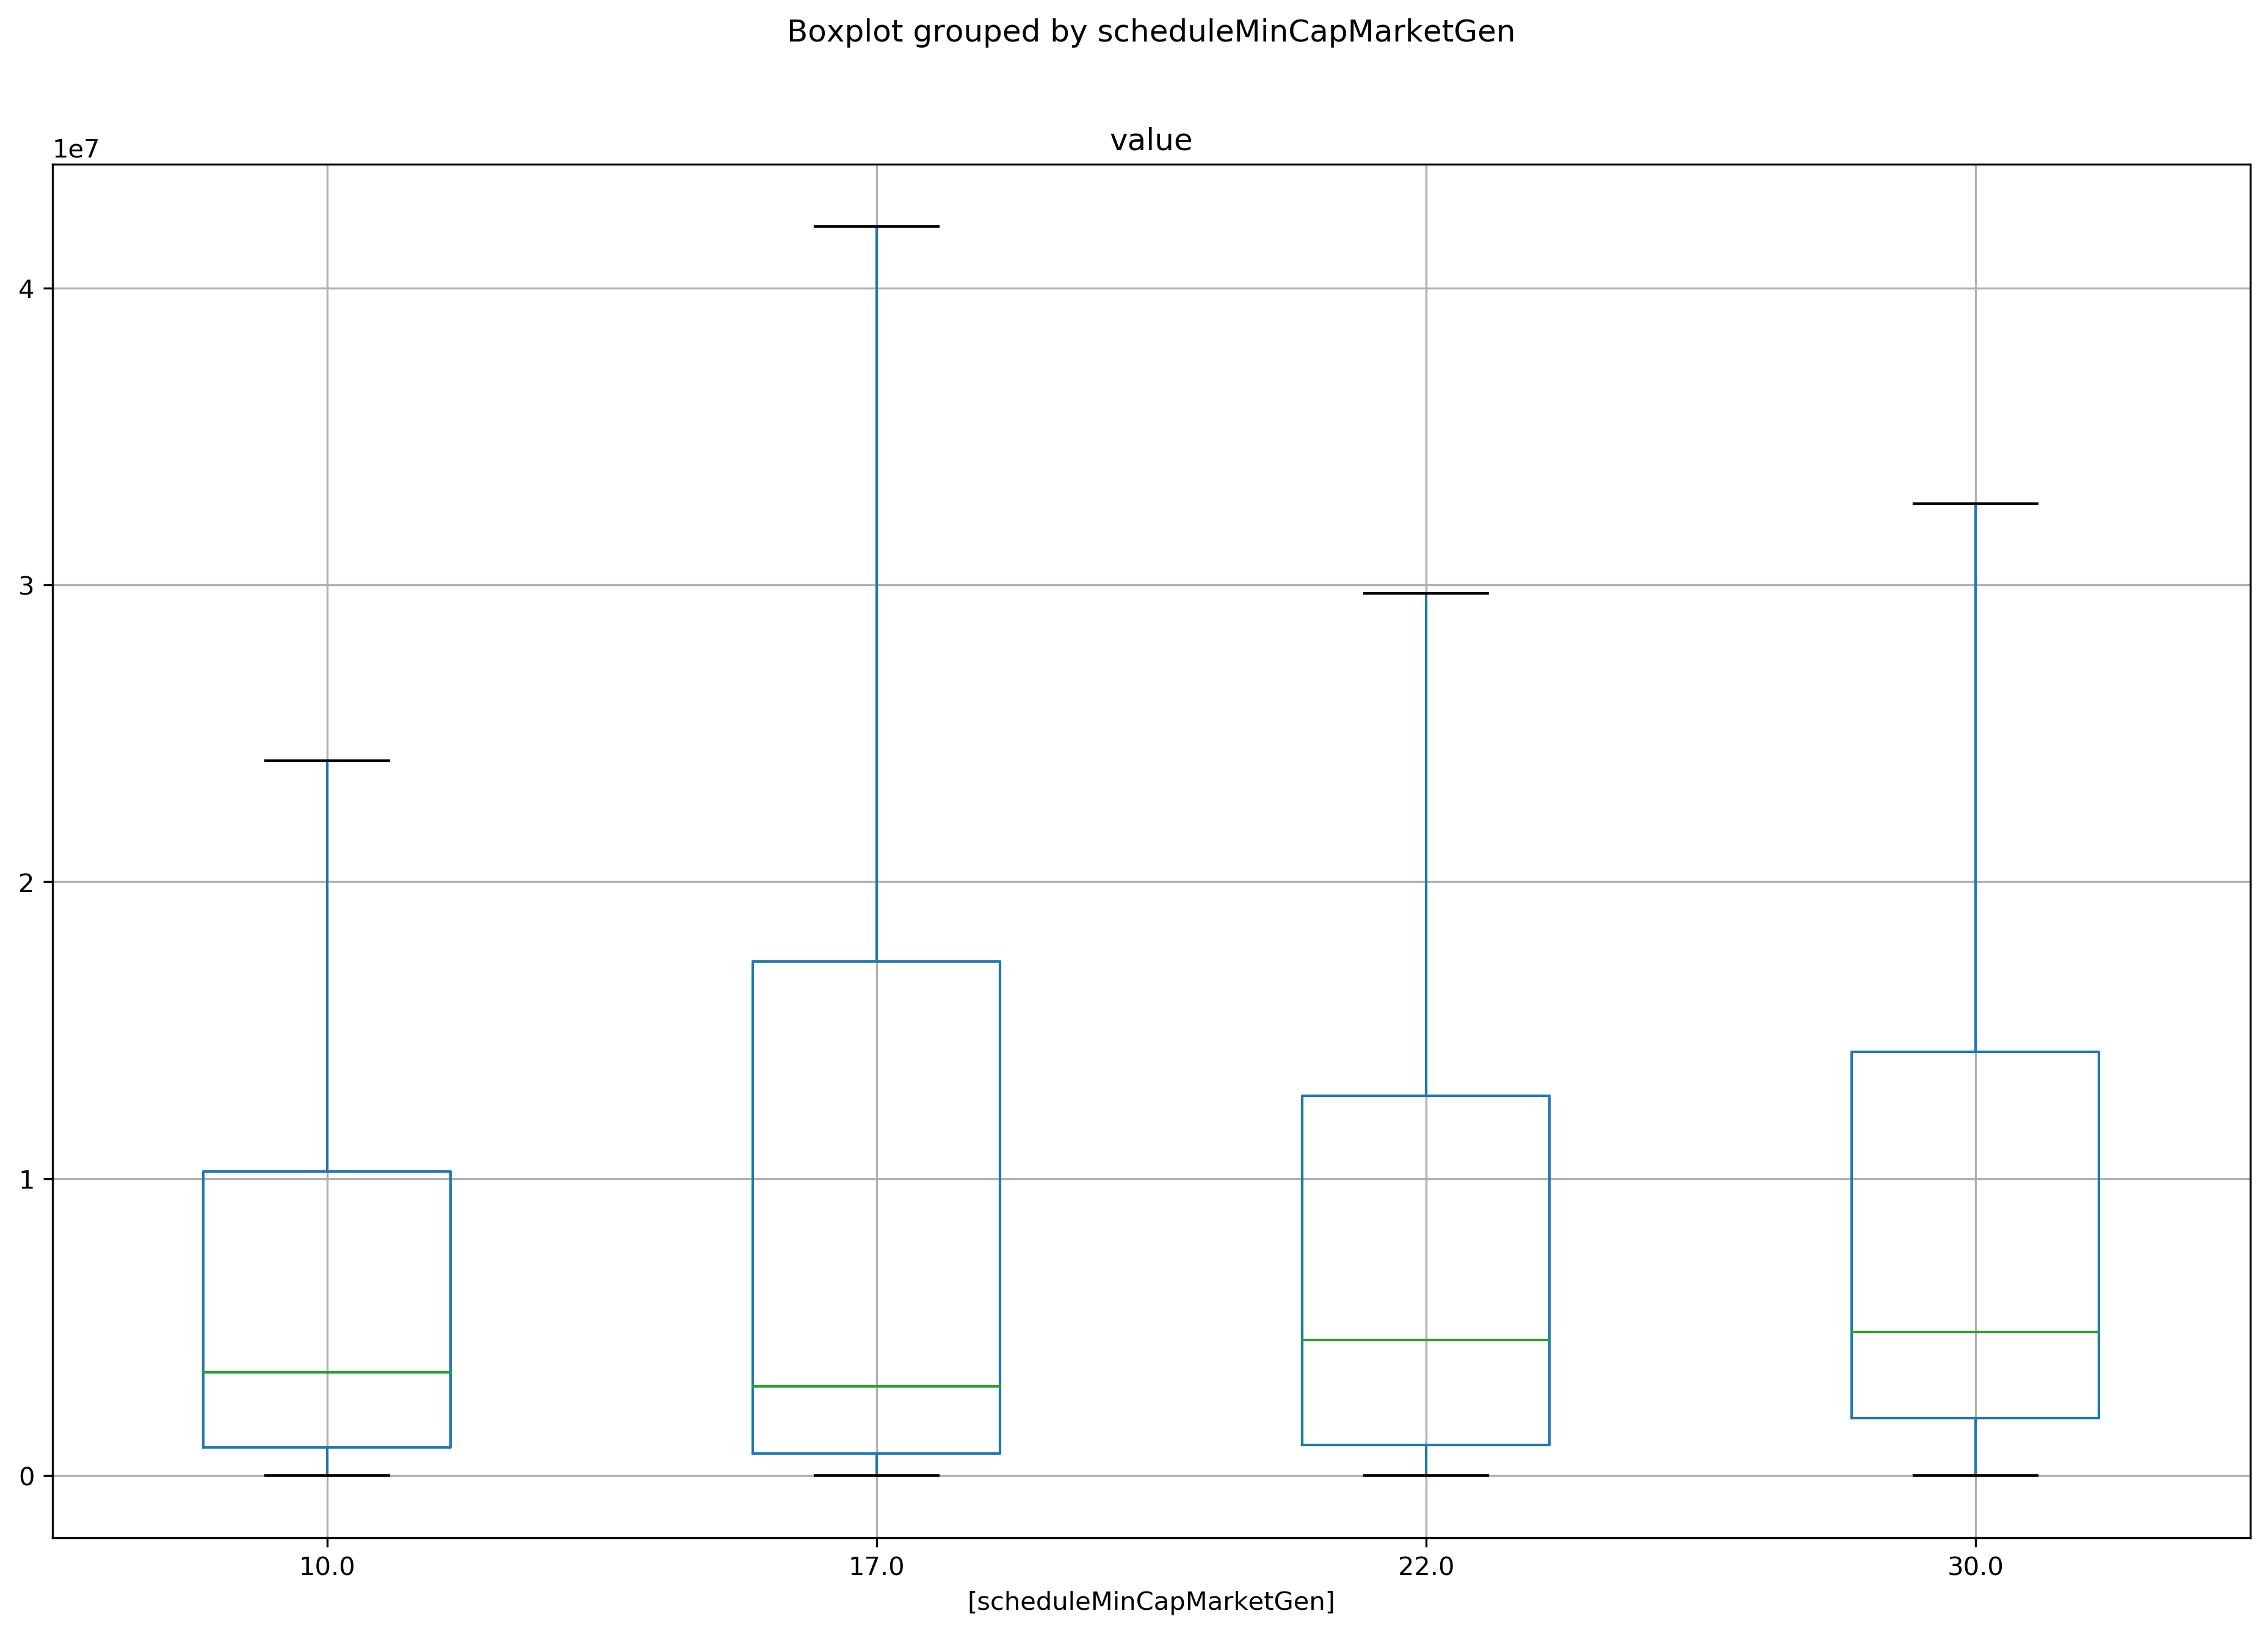 Boxplot grouped by scheduleMinCapMarketGen
value
1e7
4
3
2
1
0
10.0 17.0 22.0 30.0
[scheduleMinCapMarketGen]